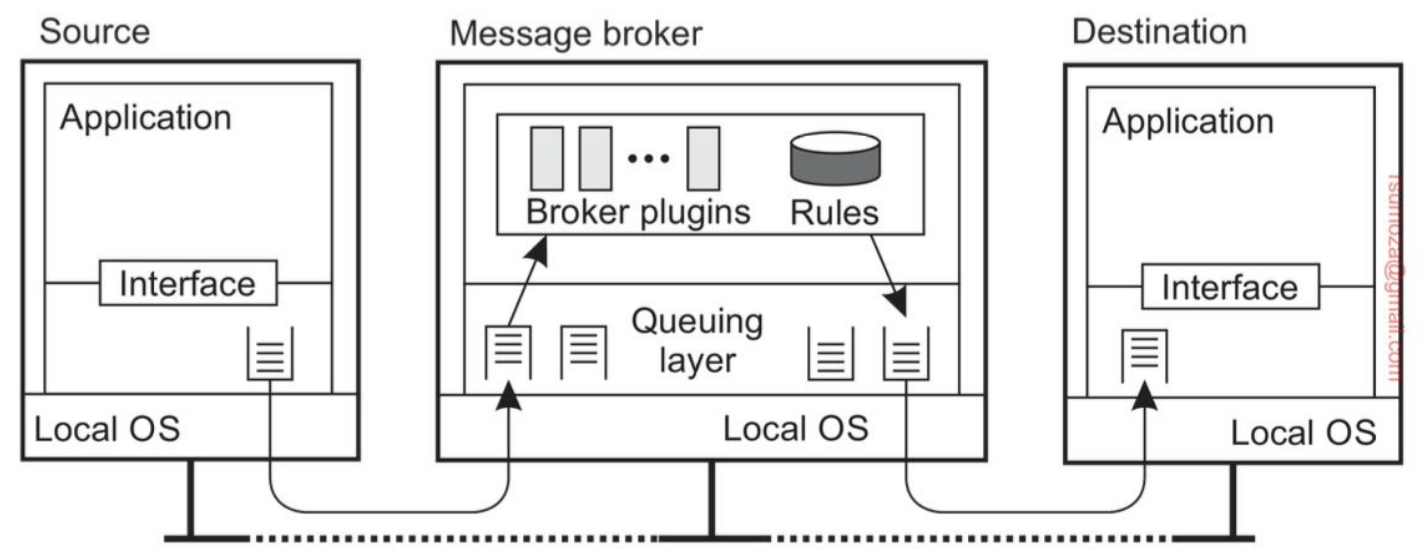 Source
Message broker
Destination
Application
Broker plugins
Rules
Application
Interface
Queuing
layer
Interface
Local OS
Local OS
Local OS
rsumoza@gmail.com